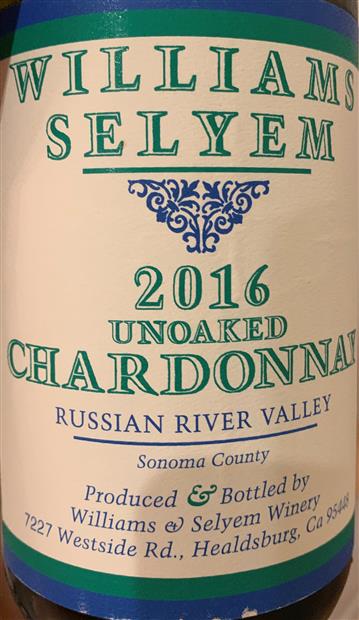 WILLIAMS
SELYEM
2016
UNOAKED
CHARDONNAY
RUSSIAN RIVER VALLEY
Sonoma County
Produced & Bottled by
Williams & Selyem Winery
7227 Westside Rd., Healdsburg, Ca 95448